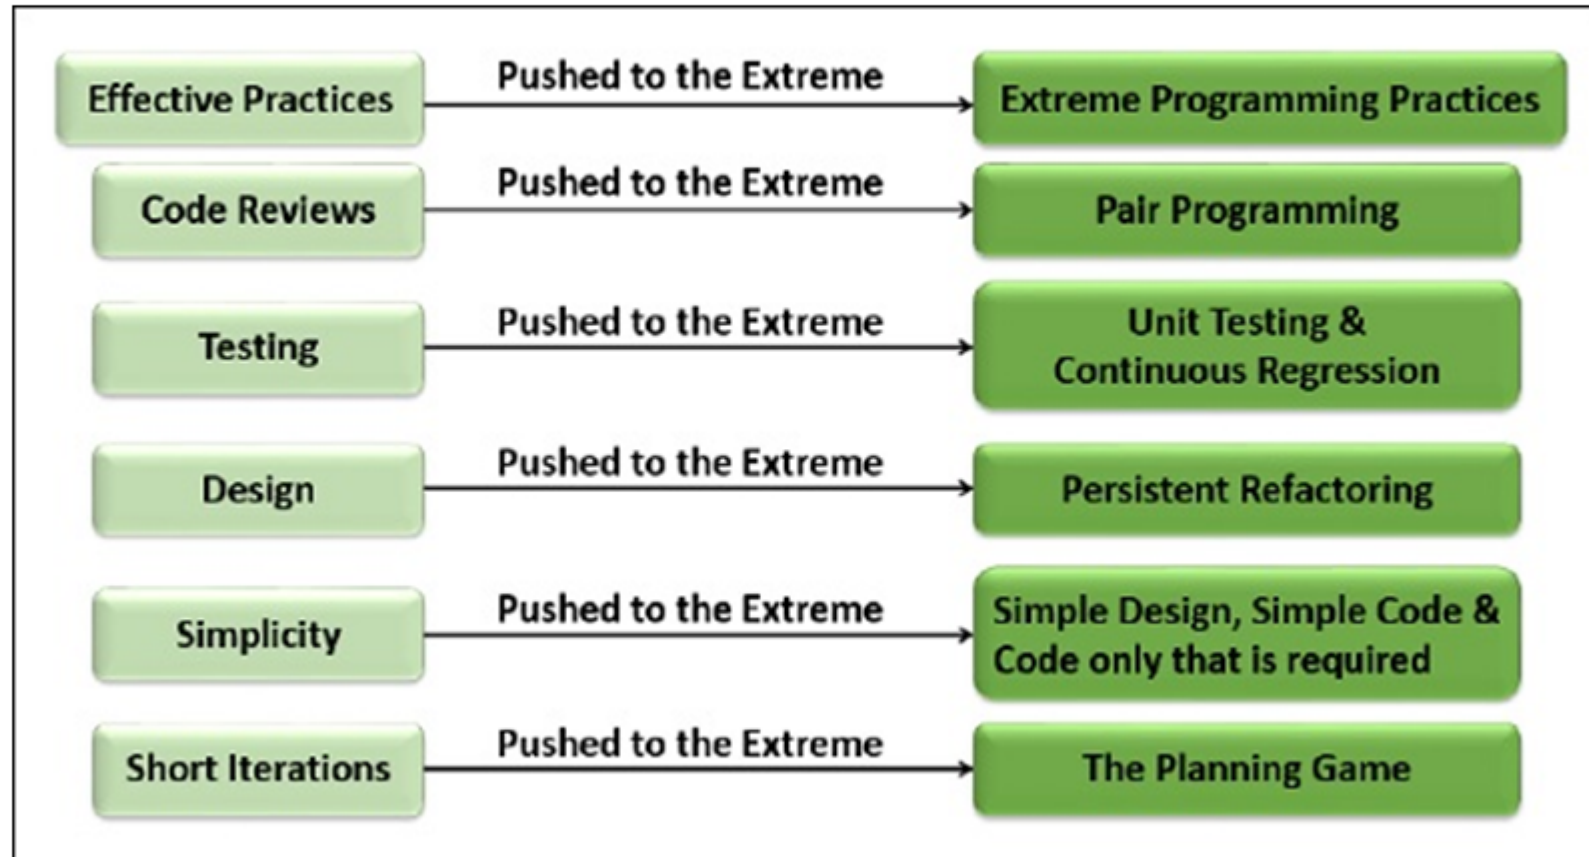 Effective Practices
Pushed to the Extreme
Extreme Programming Practices
Code Reviews
Pushed to the Extreme
Pair Programming
Testing
Pushed to the Extreme
Unit Testing &
Continuous Regression
Design
Pushed to the Extreme
Persistent Refactoring
Simplicity
Pushed to the Extreme
Simple Design, Simple Code &
Code only that is required
Short Iterations
Pushed to the Extreme
The Planning Game